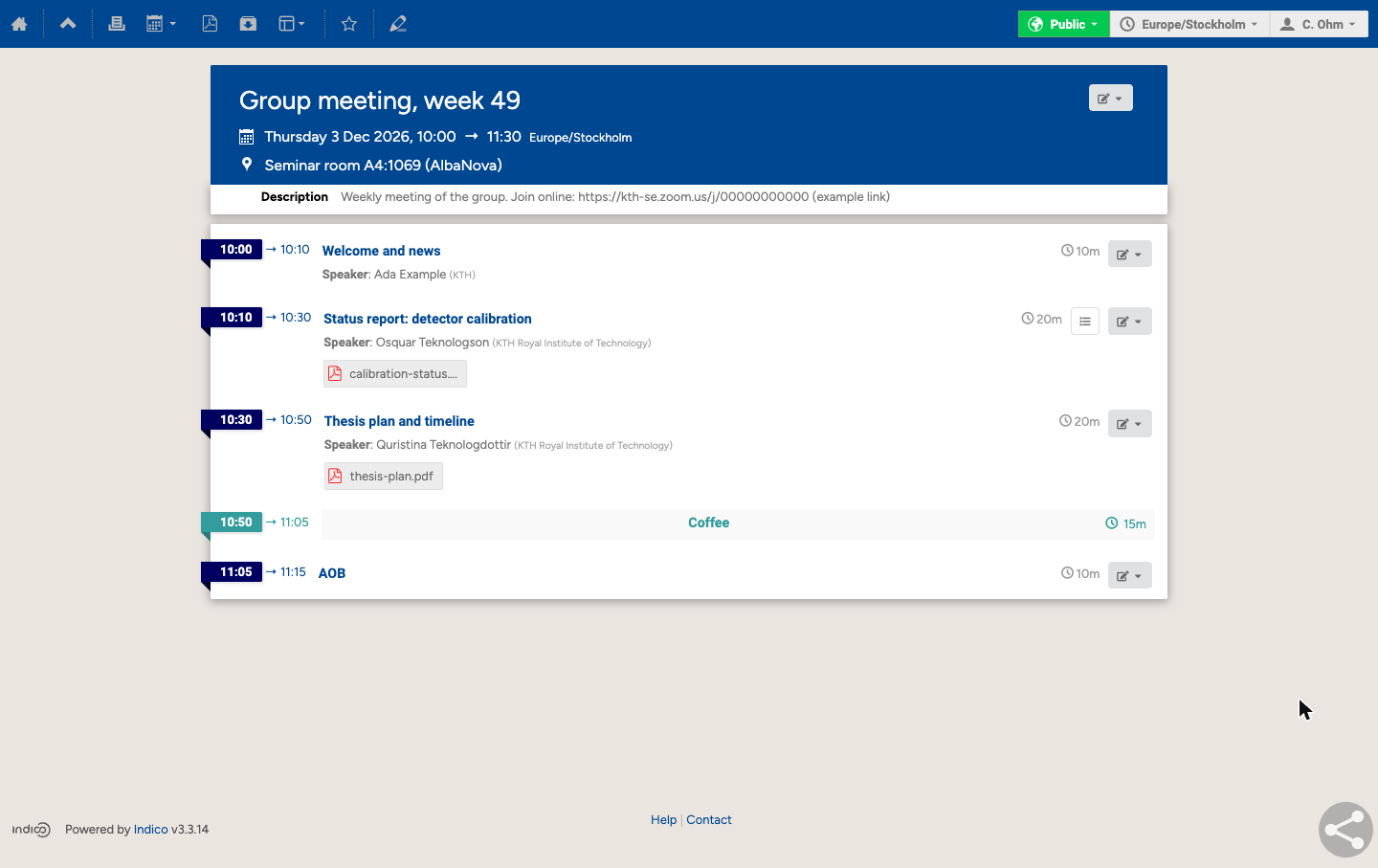 Public
Europe/Stockholm
C. Ohm
Group meeting, week 49
Thursday 3 Dec 2026, 10:00 → 11:30 Europe/Stockholm
Seminar room A4:1069 (AlbaNova)
Description Weekly meeting of the group. Join online: https://kth-se.zoom.us/j/00000000000 (example link)
10:00 → 10:10 Welcome and news 10m
Speaker: Ada Example (KTH)
10:10 → 10:30 Status report: detector calibration 20m
Speaker: Osquar Teknologson (KTH Royal Institute of Technology)
calibration-status....
10:30 → 10:50 Thesis plan and timeline 20m
Speaker: Quristina Teknologdottir (KTH Royal Institute of Technology)
thesis-plan.pdf
10:50 → 11:05 Coffee 15m
11:05 → 11:15 AOB 10m
Help | Contact
indico Powered by Indico v3.3.14